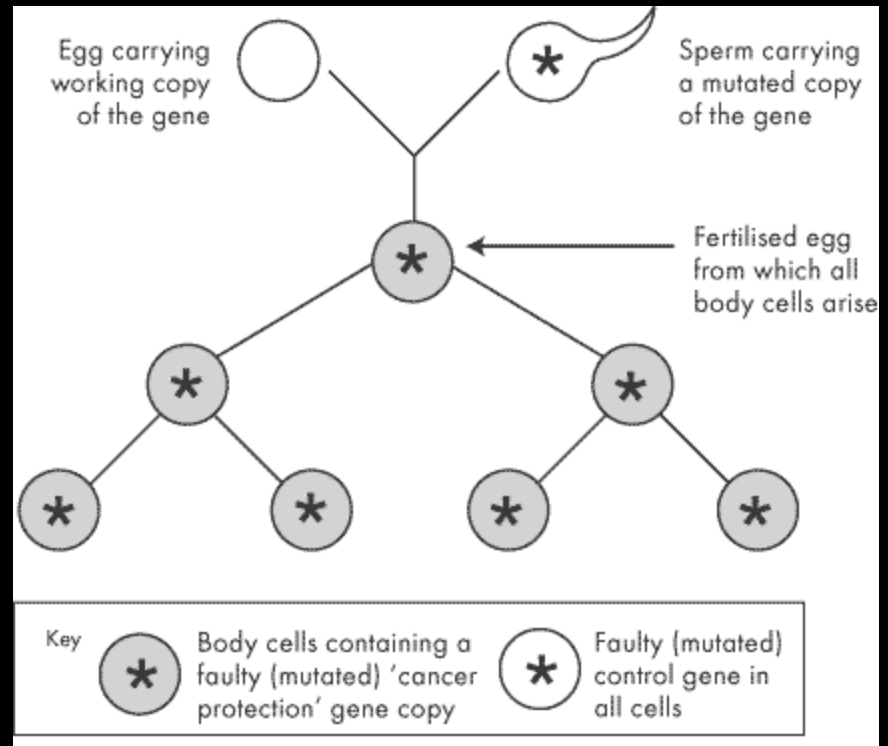 Egg carrying
working copy
of the gene
*
Sperm carrying
a mutated copy
of the gene
*
Fertilised egg
from which all
body cells arise
*
*
*
*
*
*
Key
*
Body cells containing a
faulty (mutated) 'cancer
protection' gene copy
*
Faulty (mutated)
control gene in
all cells